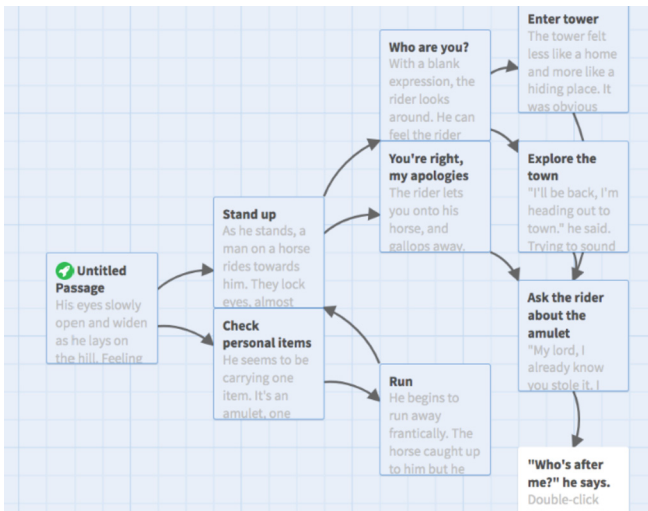 Enter tower
The tower felt
less like a home
and more like a
hiding place. It
was obvious
Who are you?
With a blank
expression, the
rider looks
around. He can
feel the rider
You're right,
my apologies
The rider lets
you onto his
horse, and
gallops away.
Explore the
town
"I'll be back, I'm
heading out to
town." he said.
Trying to sound
Stand up
As he stands, a
man on a horse
rides towards
him. They lock
eyes, almost
Untitled
Passage
His eyes slowly
open and widen
as he lays on
the hill. Feeling
Check
personal items
He seems to be
carrying one
item. It's an
amulet, one
Ask the rider
about the
amulet
"My lord, I
already know
you stole it. I
Run
He begins to
run away
frantically. The
horse caught up
to him but he
"Who's after
me?" he says.
Double-click